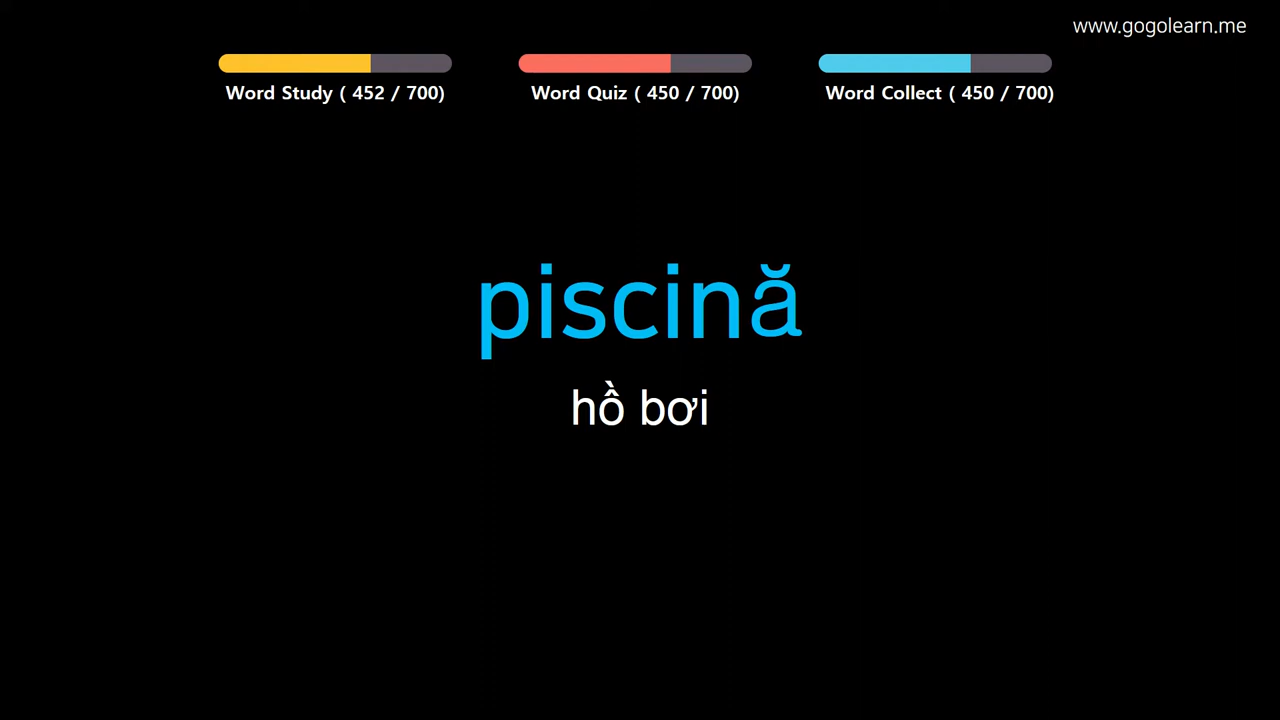 www.gogolearn.me
Word Study ( 452 / 700)
Word Quiz ( 450 / 700)
Word Collect ( 450 / 700)
piscină
hồ bơi